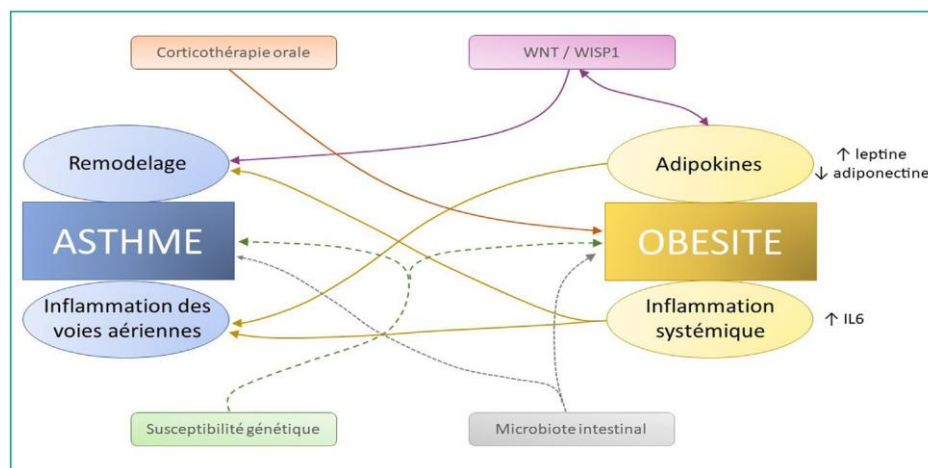 Corticothérapie orale
WNT / WISP1
Remodelage
Adipokines
↑ leptine
↓ adiponectine
ASTHME
OBESITE
Inflammation des
voies aériennes
Inflammation
systémique
↑ IL6
Susceptibilité génétique
Microbiote intestinal